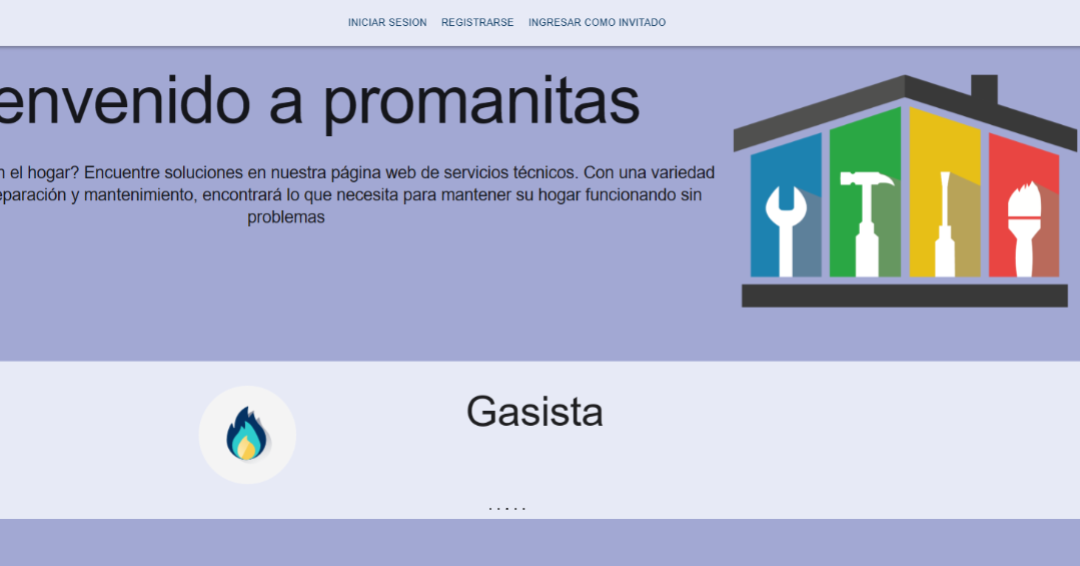 INICIAR SESION REGISTRARSE INGRESAR COMO INVITADO
envenido a promanitas
n el hogar? Encuentre soluciones en nuestra página web de servicios técnicos. Con una variedad
eparación y mantenimiento, encontrará lo que necesita para mantener su hogar funcionando sin
problemas
Gasista
.....